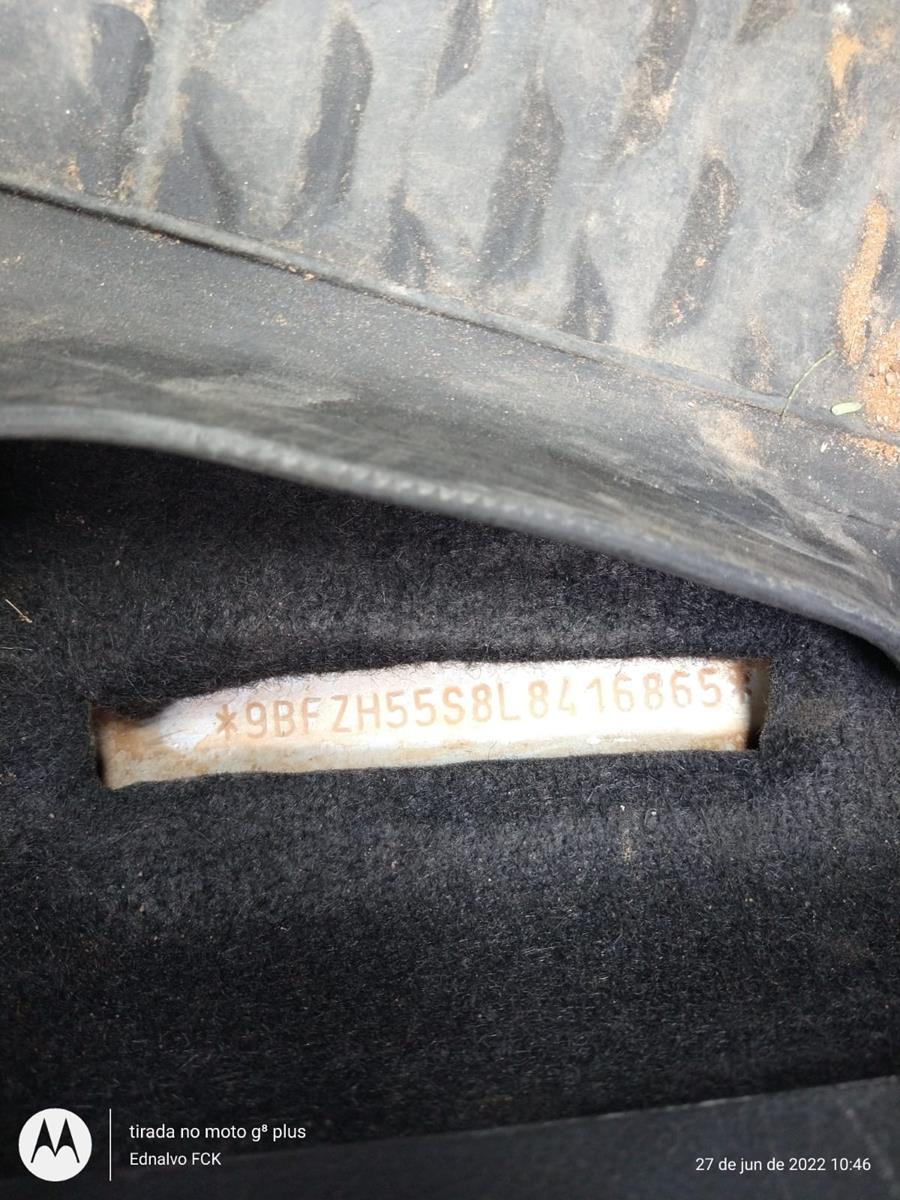 *9BFZH55S8L8416865*
tirada no moto g⁸ plus
Ednalvo FCK
27 de jun de 2022 10:46